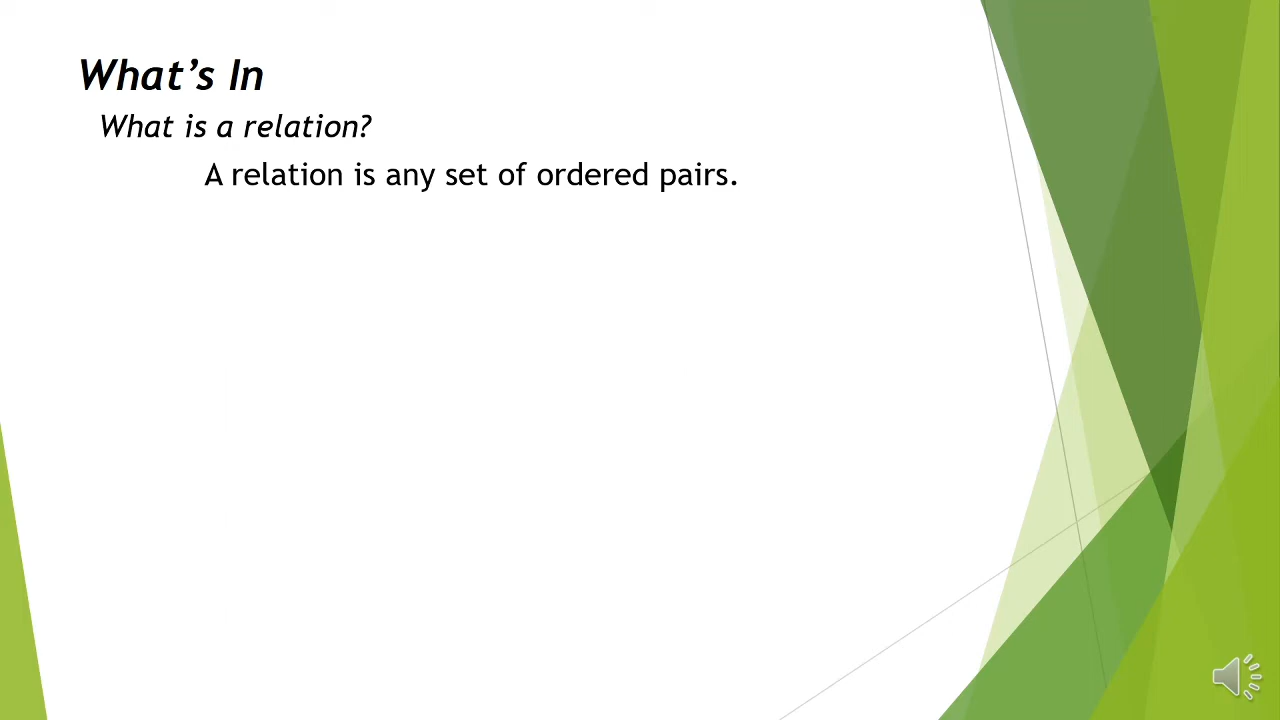 What’s In
What is a relation?
A relation is any set of ordered pairs.